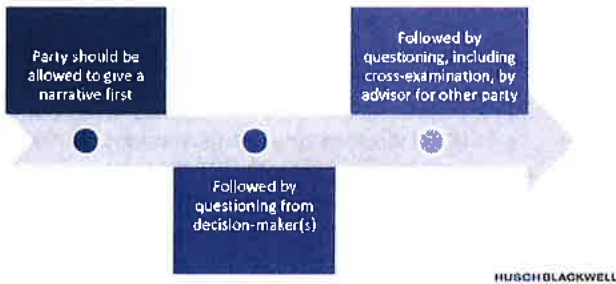 Party should be
allowed to give a
narrative first
Followed by
questioning from
decision-maker(s)
Followed by
questioning, including
cross-examination, by
advisor for other party
HUSCHBLACKWELL